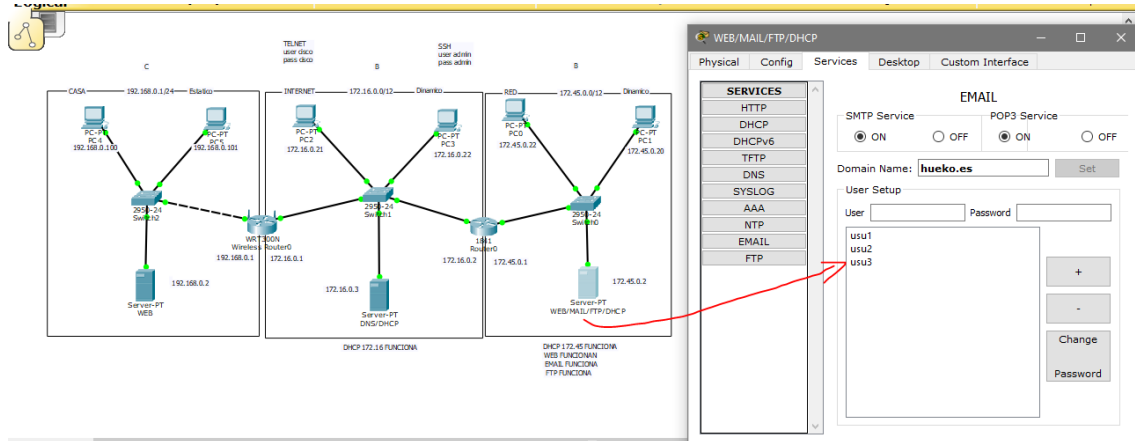 Logical
C
TELNET
user cisco
pass cisco
B
SSH
user admin
pass admin
B
CASA 192.168.0.1/24 Estatico
INTERNET 172.16.0.0/12 Dinamico
RED 172.45.0.0/12 Dinamico
PC-PT
PC4
192.168.0.100
PC-PT
PC5
192.168.0.101
PC-PT
PC2
172.16.0.21
PC-PT
PC3
172.16.0.22
PC-PT
PC0
172.45.0.22
PC-PT
PC1
172.45.0.20
2950-24
Switch2
2950-24
Switch1
2950-24
Switch0
WRT300N
Wireless Router0
192.168.0.1
172.16.0.1
1841
Router0
172.16.0.2
172.45.0.1
192.168.0.2
Server-PT
WEB
172.16.0.3
Server-PT
DNS/DHCP
172.45.0.2
Server-PT
WEB/MAIL/FTP/DHCP
DHCP 172.16 FUNCIONA
DHCP 172.45 FUNCIONA
WEB FUNCIONAN
EMAIL FUNCIONA
FTP FUNCIONA
WEB/MAIL/FTP/DHCP
Physical Config Services Desktop Custom Interface
SERVICES
HTTP
DHCP
DHCPv6
TFTP
DNS
SYSLOG
AAA
NTP
EMAIL
FTP
EMAIL
SMTP Service
ON OFF
POP3 Service
ON OFF
Domain Name: hueko.es Set
User Setup
User Password
usu1
usu2
usu3
+
-
Change
Password